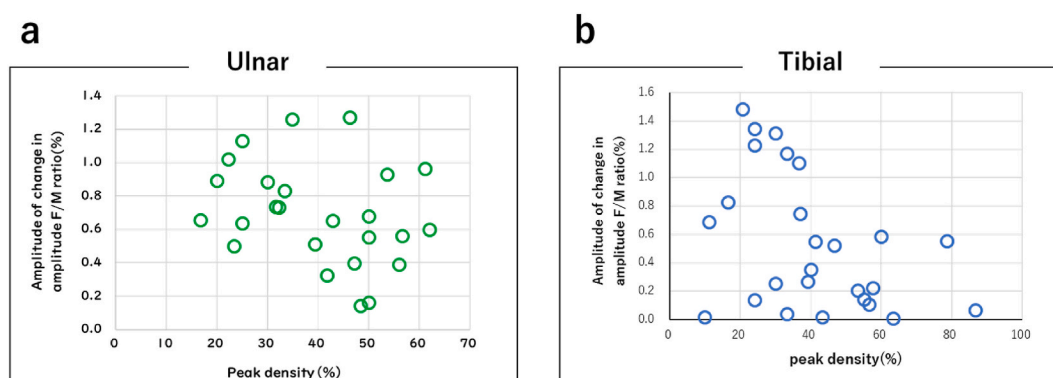 a
Ulnar
Amplitude of change in
amplitude F/M ratio(%)
1.4
1.2
1.0
0.8
0.6
0.4
0.2
0.0
0 10 20 30 40 50 60 70
Peak density(%)
b
Tibial
Amplitude of change in
amplitude F/M ratio(%)
1.6
1.4
1.2
1.0
0.8
0.6
0.4
0.2
0.0
0 20 40 60 80 100
peak density(%)